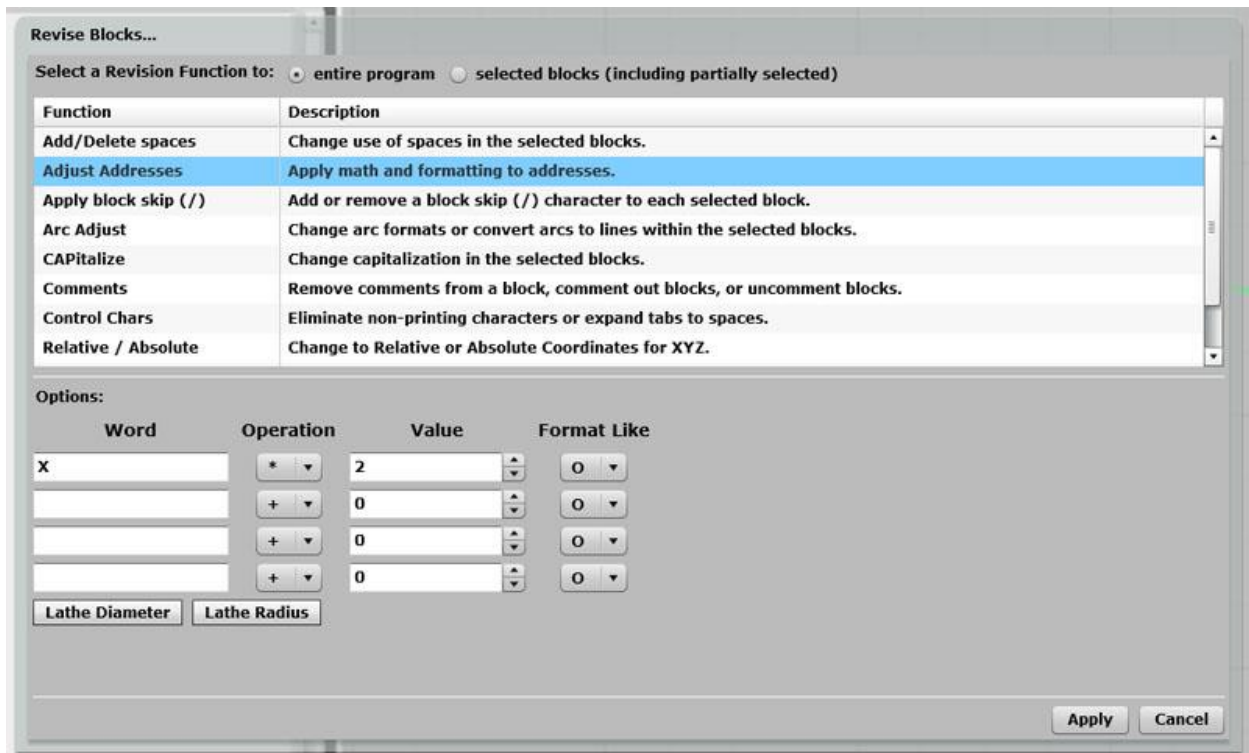 Revise Blocks...
Select a Revision Function to: entire program selected blocks (including partially selected)
Function Description
Add/Delete spaces Change use of spaces in the selected blocks.
Adjust Addresses Apply math and formatting to addresses.
Apply block skip (/) Add or remove a block skip (/) character to each selected block.
Arc Adjust Change arc formats or convert arcs to lines within the selected blocks.
CAPitalize Change capitalization in the selected blocks.
Comments Remove comments from a block, comment out blocks, or uncomment blocks.
Control Chars Eliminate non-printing characters or expand tabs to spaces.
Relative / Absolute Change to Relative or Absolute Coordinates for XYZ.
Options:
Word Operation Value Format Like
X * 2 O
+ 0 O
+ 0 O
+ 0 O
Lathe Diameter Lathe Radius
Apply Cancel